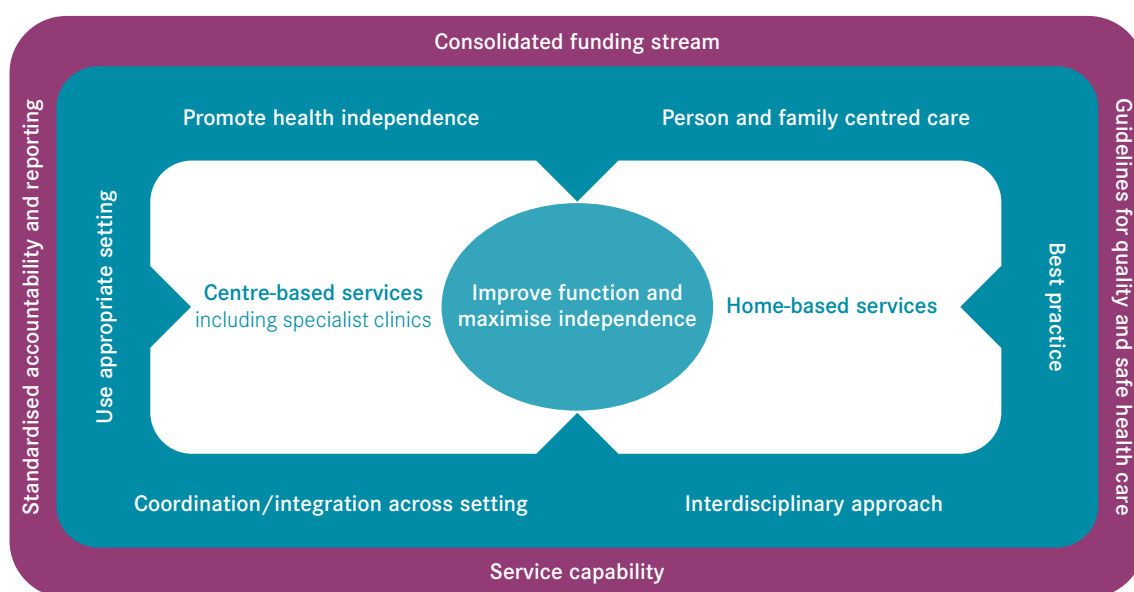 Consolidated funding stream
Standardised accountability and reporting
Guidelines for quality and safe health care
Promote health independence
Person and family centred care
Use appropriate setting
Centre-based services
including specialist clinics
Improve function and
maximise independence
Home-based services
Best practice
Coordination/integration across setting
Interdisciplinary approach
Service capability